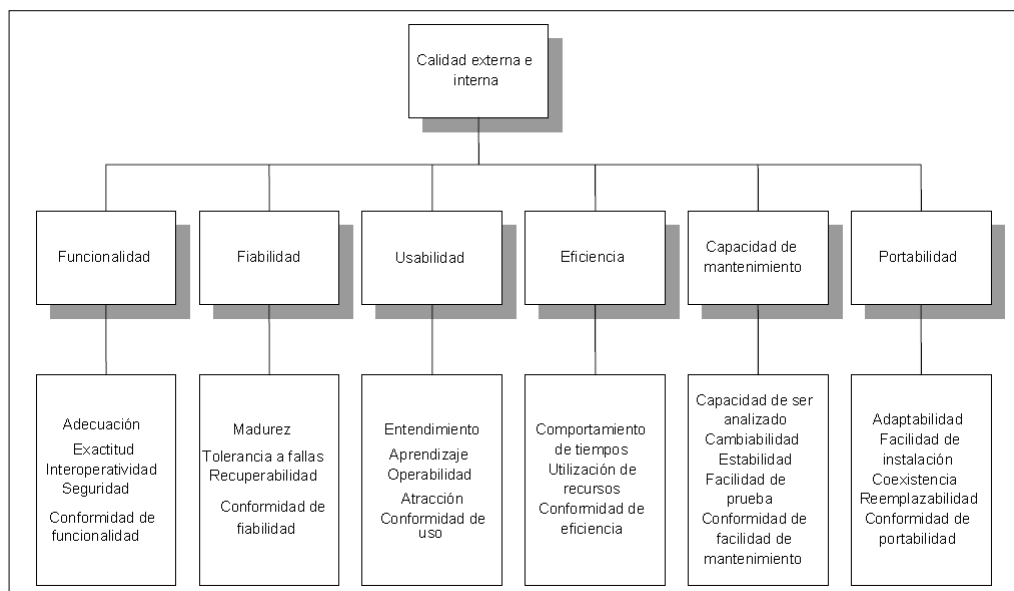 Calidad externa e
interna
Funcionalidad
Fiabilidad
Usabilidad
Eficiencia
Capacidad de
mantenimiento
Portabilidad
Adecuación
Exactitud
Interoperatividad
Seguridad
Conformidad de
funcionalidad
Madurez
Tolerancia a fallas
Recuperabilidad
Conformidad de
fiabilidad
Entendimiento
Aprendizaje
Operabilidad
Atracción
Conformidad de
uso
Comportamiento
de tiempos
Utilización de
recursos
Conformidad de
eficiencia
Capacidad de ser
analizado
Cambiabilidad
Estabilidad
Facilidad de
prueba
Conformidad de
facilidad de
mantenimiento
Adaptabilidad
Facilidad de
instalación
Coexistencia
Reemplazabilidad
Conformidad de
portabilidad